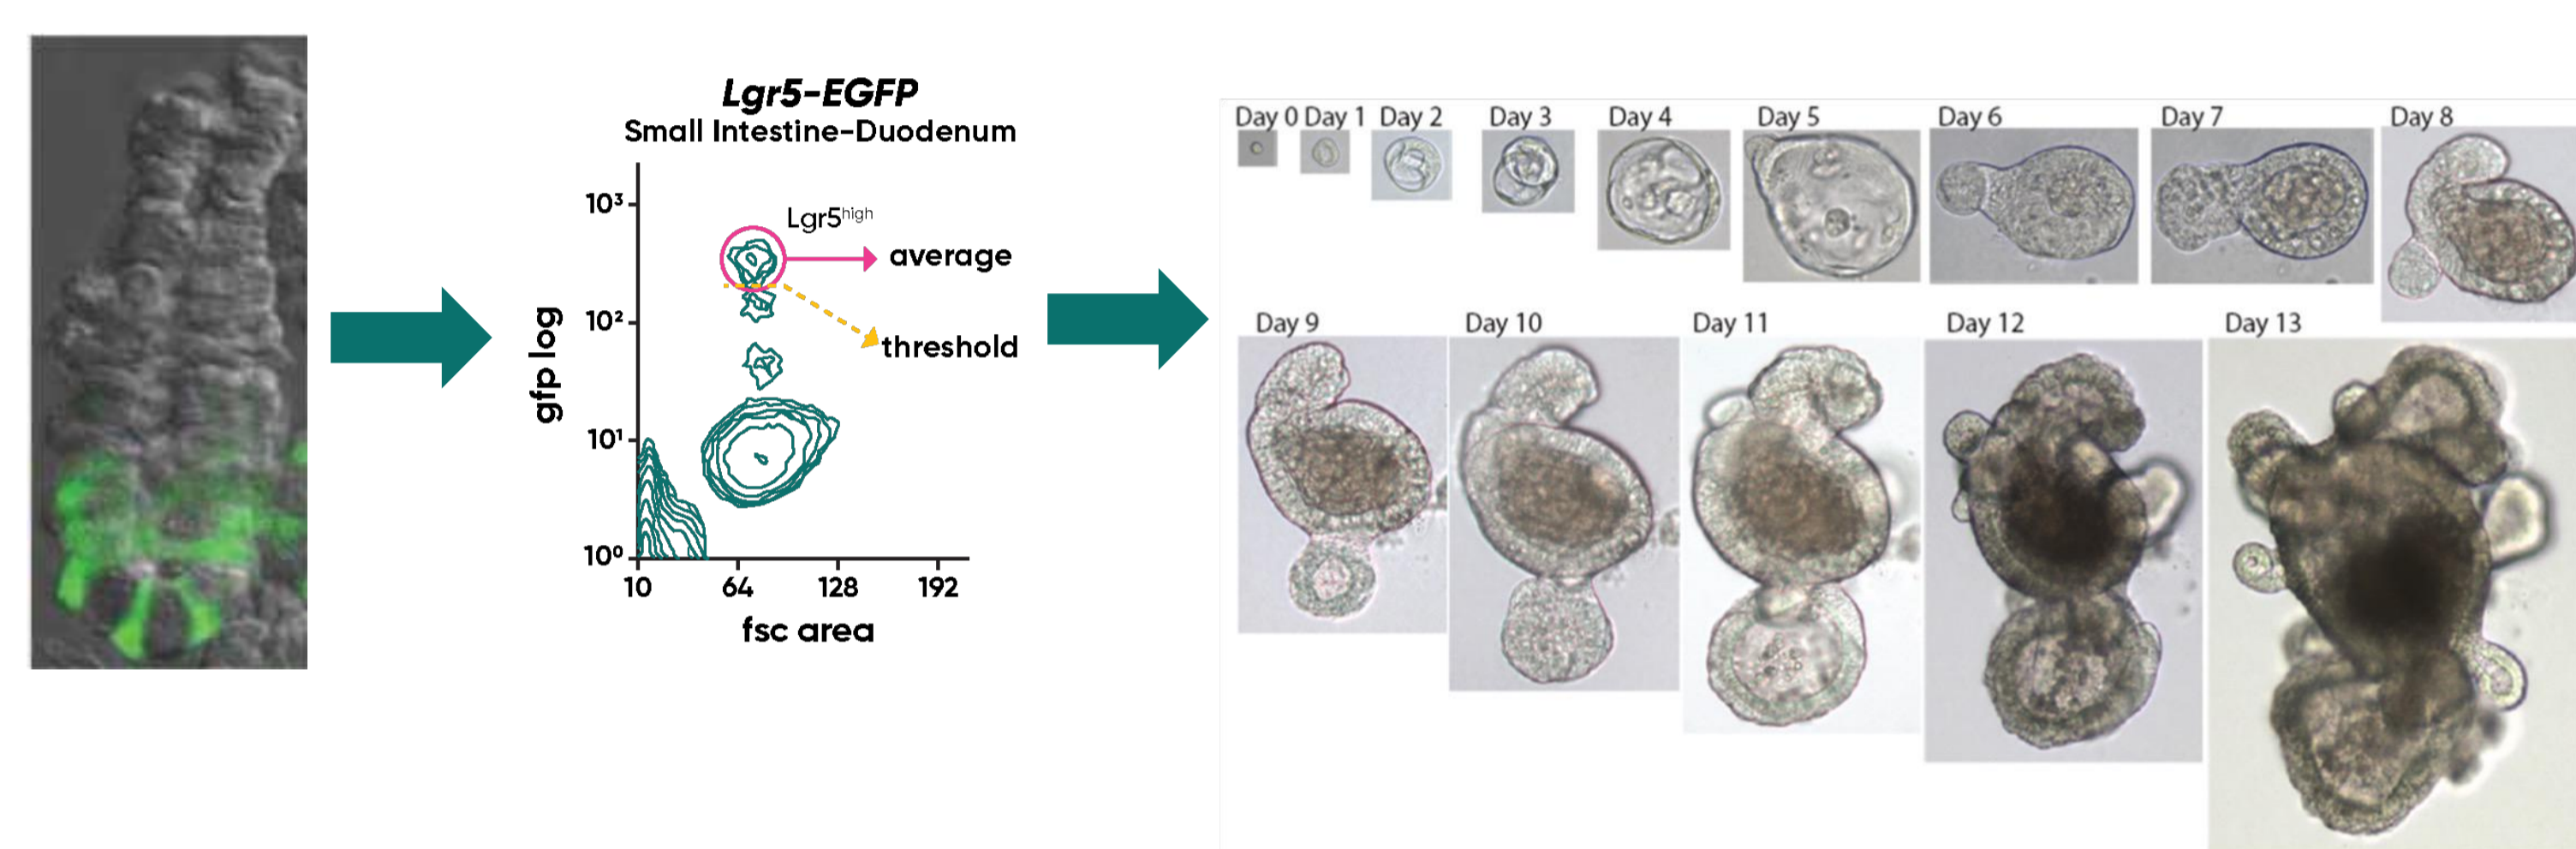 Lgr5-EGFP
Small Intestine-Duodenum
gfp log
10³
10²
10¹
10⁰
Lgr5ʰⁱᵍʰ
average
threshold
10 64 128 192
fsc area
Day 0 Day 1 Day 2 Day 3 Day 4 Day 5 Day 6 Day 7 Day 8
Day 9 Day 10 Day 11 Day 12 Day 13